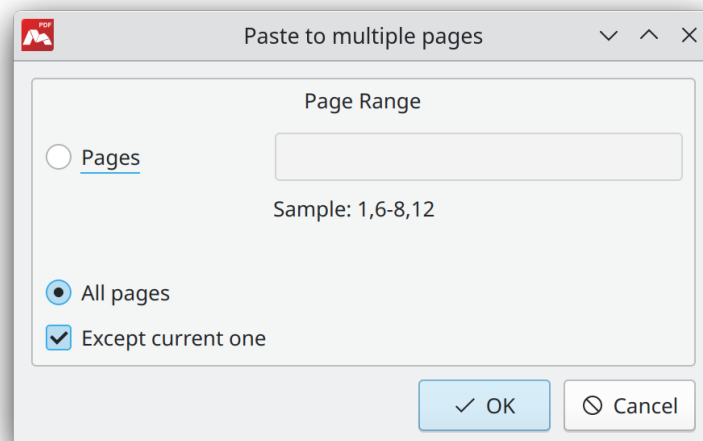 PDF
Paste to multiple pages
Page Range
Pages
Sample: 1,6-8,12
All pages
Except current one
OK
Cancel